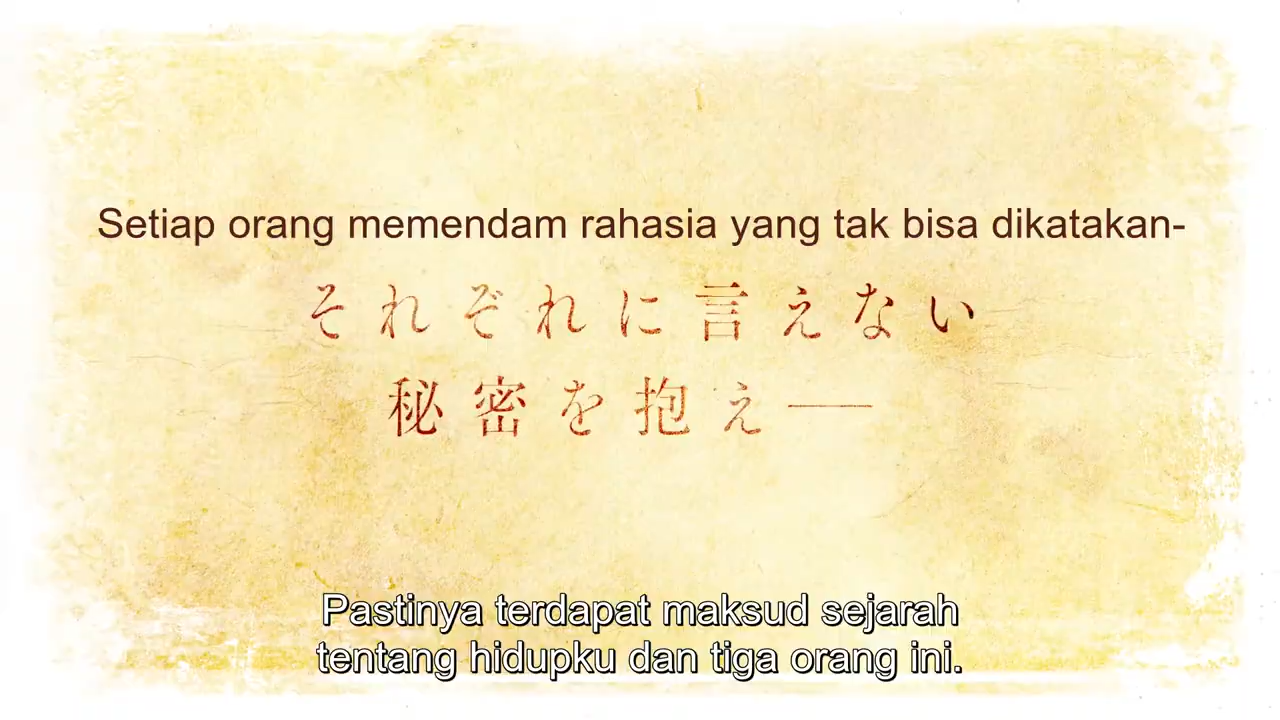 Setiap orang memendam rahasia yang tak bisa dikatakan-
それぞれに言えない
秘密を抱え――
Pastinya terdapat maksud sejarah
tentang hidupku dan tiga orang ini.